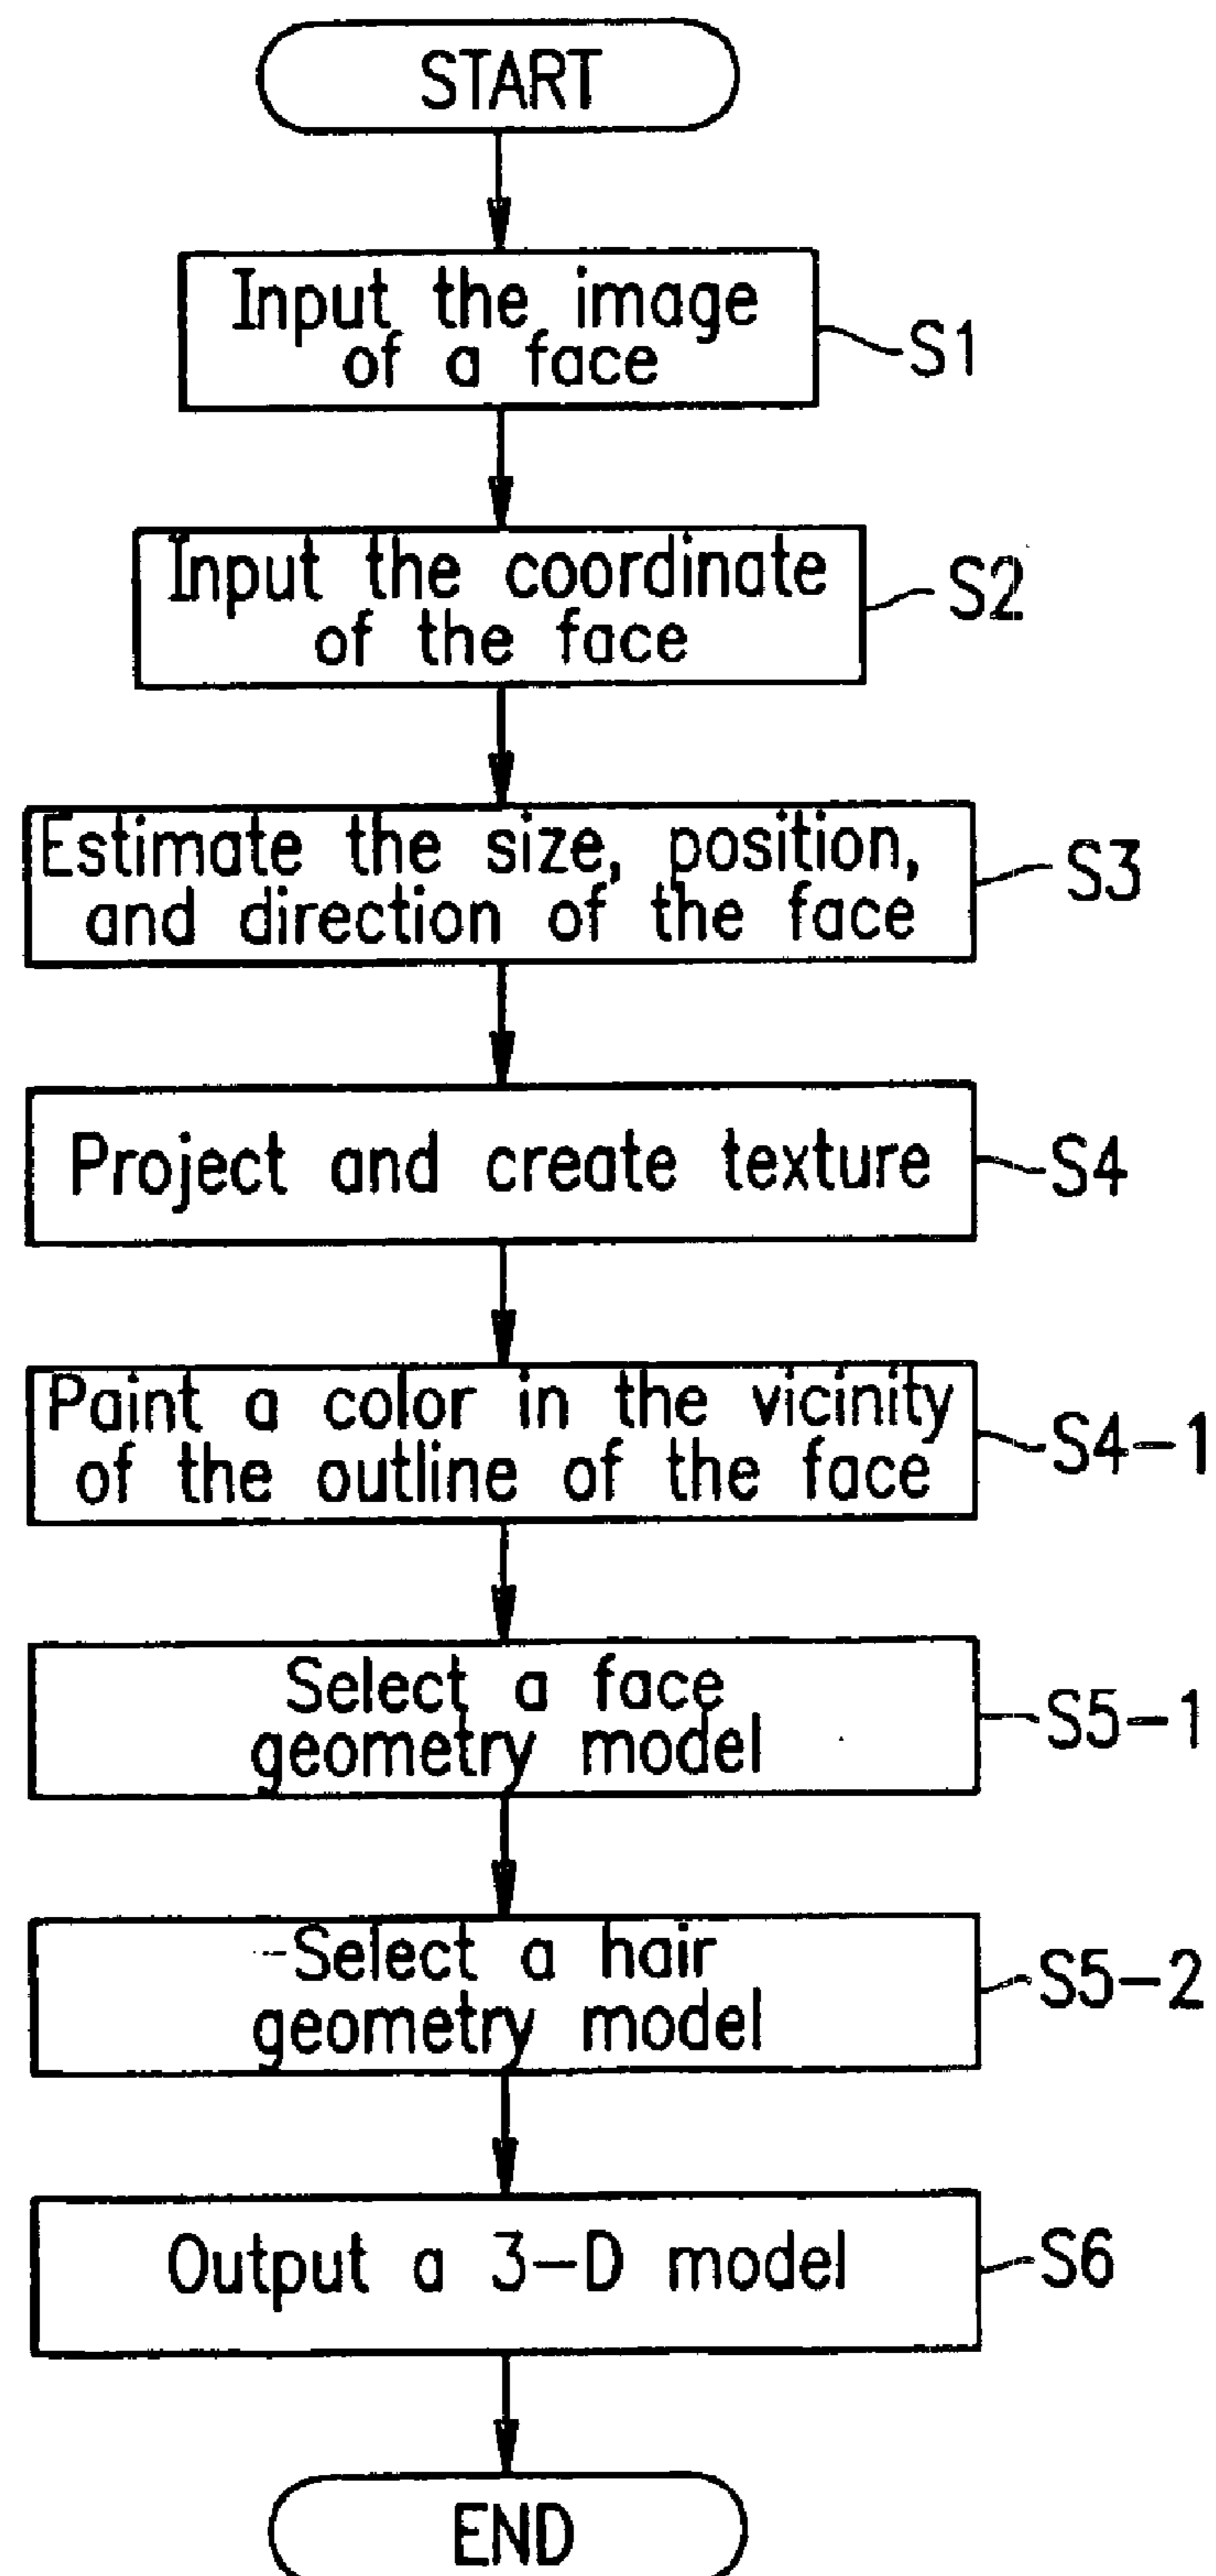 START
Input the image
of a face
S1
Input the coordinate
of the face
S2
Estimate the size, position,
and direction of the face
S3
Project and create texture
S4
Paint a color in the vicinity
of the outline of the face
S4-1
Select a face
geometry model
S5-1
Select a hair
geometry model
S5-2
Output a 3-D model
S6
END